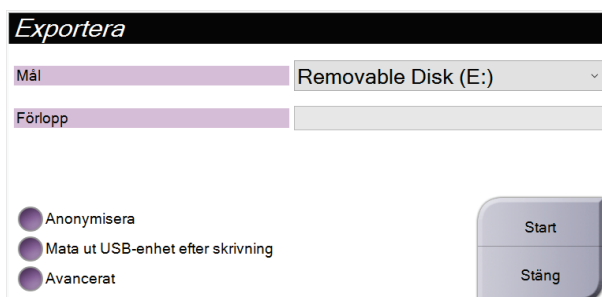 Exportera
Mål
Removable Disk (E:)
Förlopp
Anonymisera
Mata ut USB-enhet efter skrivning
Avancerat
Start
Stäng